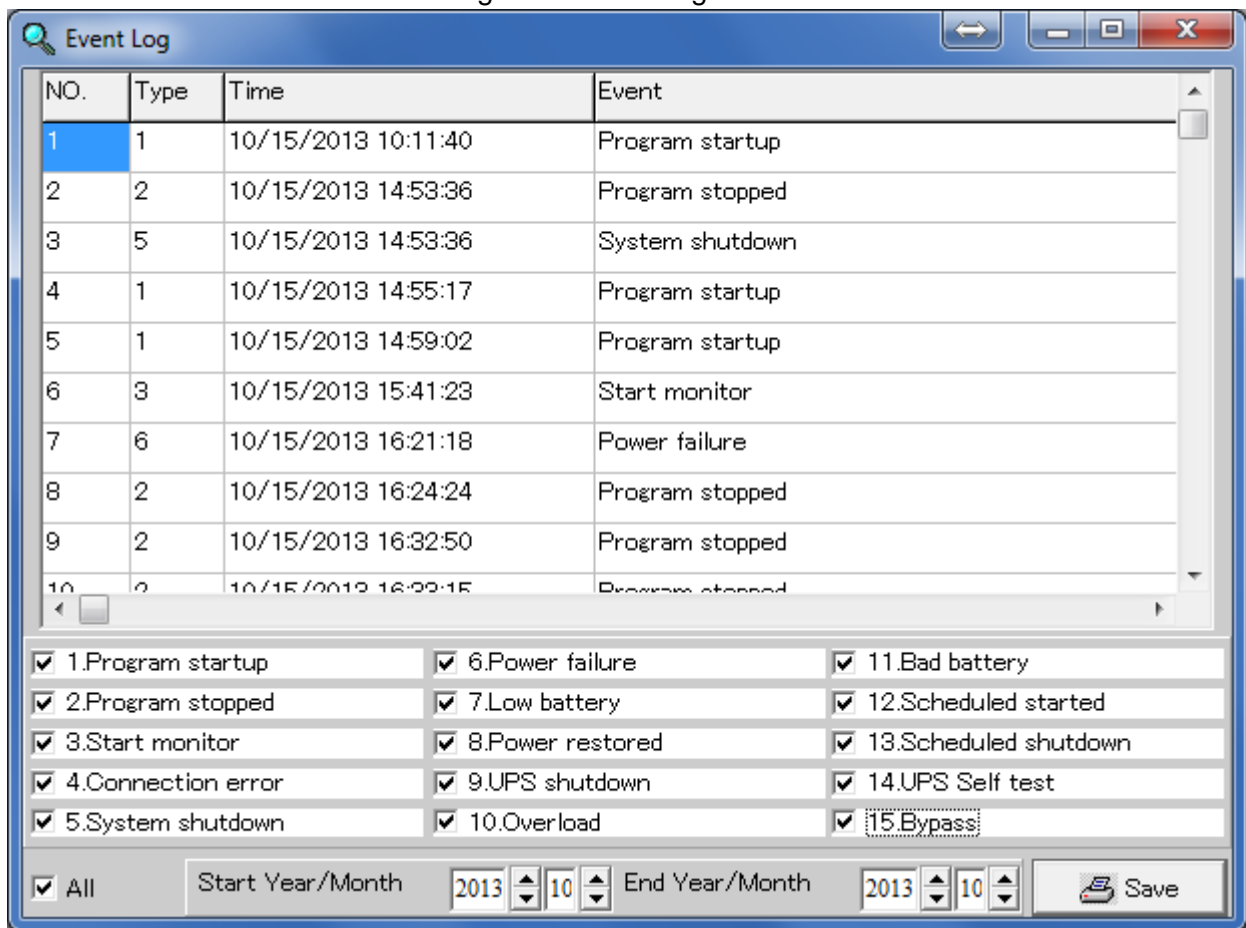 Event Log
NO. Type Time Event
1 1 10/15/2013 10:11:40 Program startup
2 2 10/15/2013 14:53:36 Program stopped
3 5 10/15/2013 14:53:36 System shutdown
4 1 10/15/2013 14:55:17 Program startup
5 1 10/15/2013 14:59:02 Program startup
6 3 10/15/2013 15:41:23 Start monitor
7 6 10/15/2013 16:21:18 Power failure
8 2 10/15/2013 16:24:24 Program stopped
9 2 10/15/2013 16:32:50 Program stopped
10 2 10/15/2013 Program stopped
1.Program startup 6.Power failure 11.Bad battery
2.Program stopped 7.Low battery 12.Scheduled started
3.Start monitor 8.Power restored 13.Scheduled shutdown
4.Connection error 9.UPS shutdown 14.UPS Self test
5.System shutdown 10.Overload 15.Bypass
All Start Year/Month 2013 10 End Year/Month 2013 10 Save